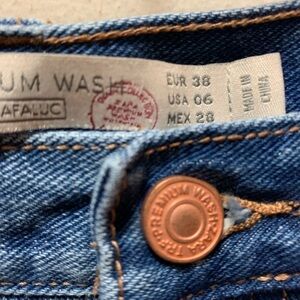 UM WASH
AFALUC
EUR 38
USA 06
MEX 28
MADE IN
CHINA
TRF·PREMIUM WASH·ZARA